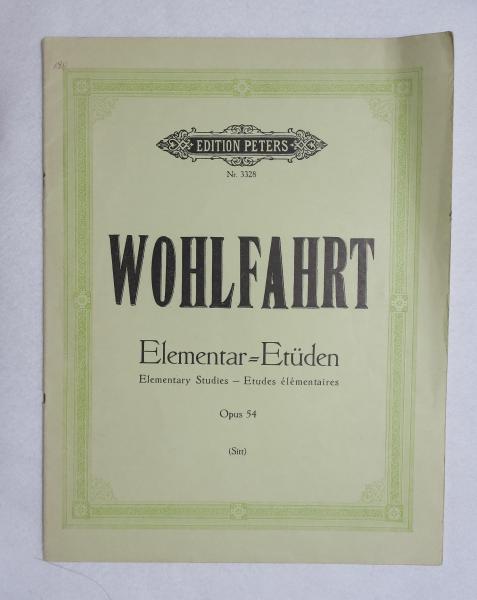 EDITION PETERS
Nr. 3328
WOHLFAHRT
Elementar=Etüden
Elementary Studies – Etudes élémentaires
Opus 54
(Sitt)